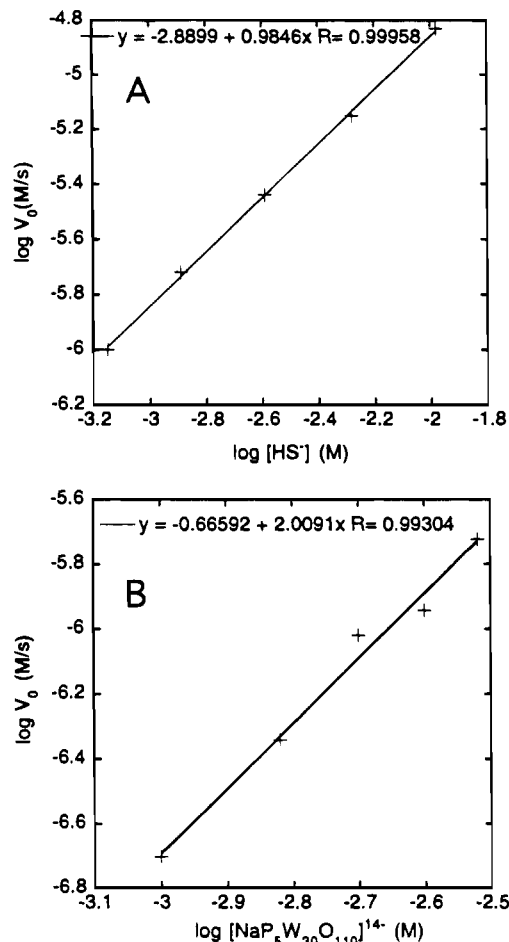 y = -2.8899 + 0.9846x R= 0.99958
A
-4.8
-5
-5.2
-5.4
-5.6
-5.8
-6
-6.2
log V0(M/s)
-3.2 -3 -2.8 -2.6 -2.4 -2.2 -2 -1.8
log [HS-] (M)
y = -0.66592 + 2.0091x R= 0.99304
B
-5.6
-5.8
-6
-6.2
-6.4
-6.6
-6.8
log V0 (M/s)
-3.1 -3 -2.9 -2.8 -2.7 -2.6 -2.5
log [NaP5W30O110]14- (M)